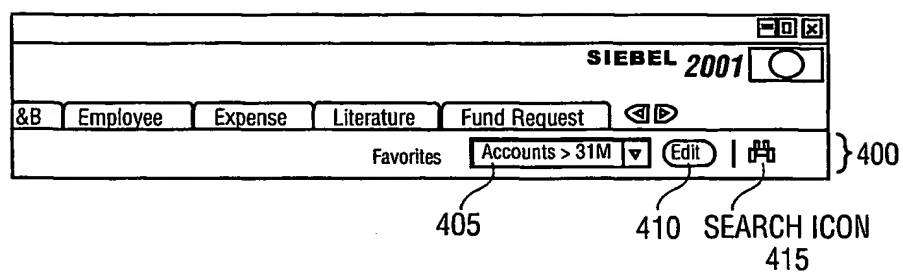 SIEBEL 2001
&B Employee Expense Literature Fund Request
Favorites Accounts > 31M Edit 400
405 410 SEARCH ICON
415